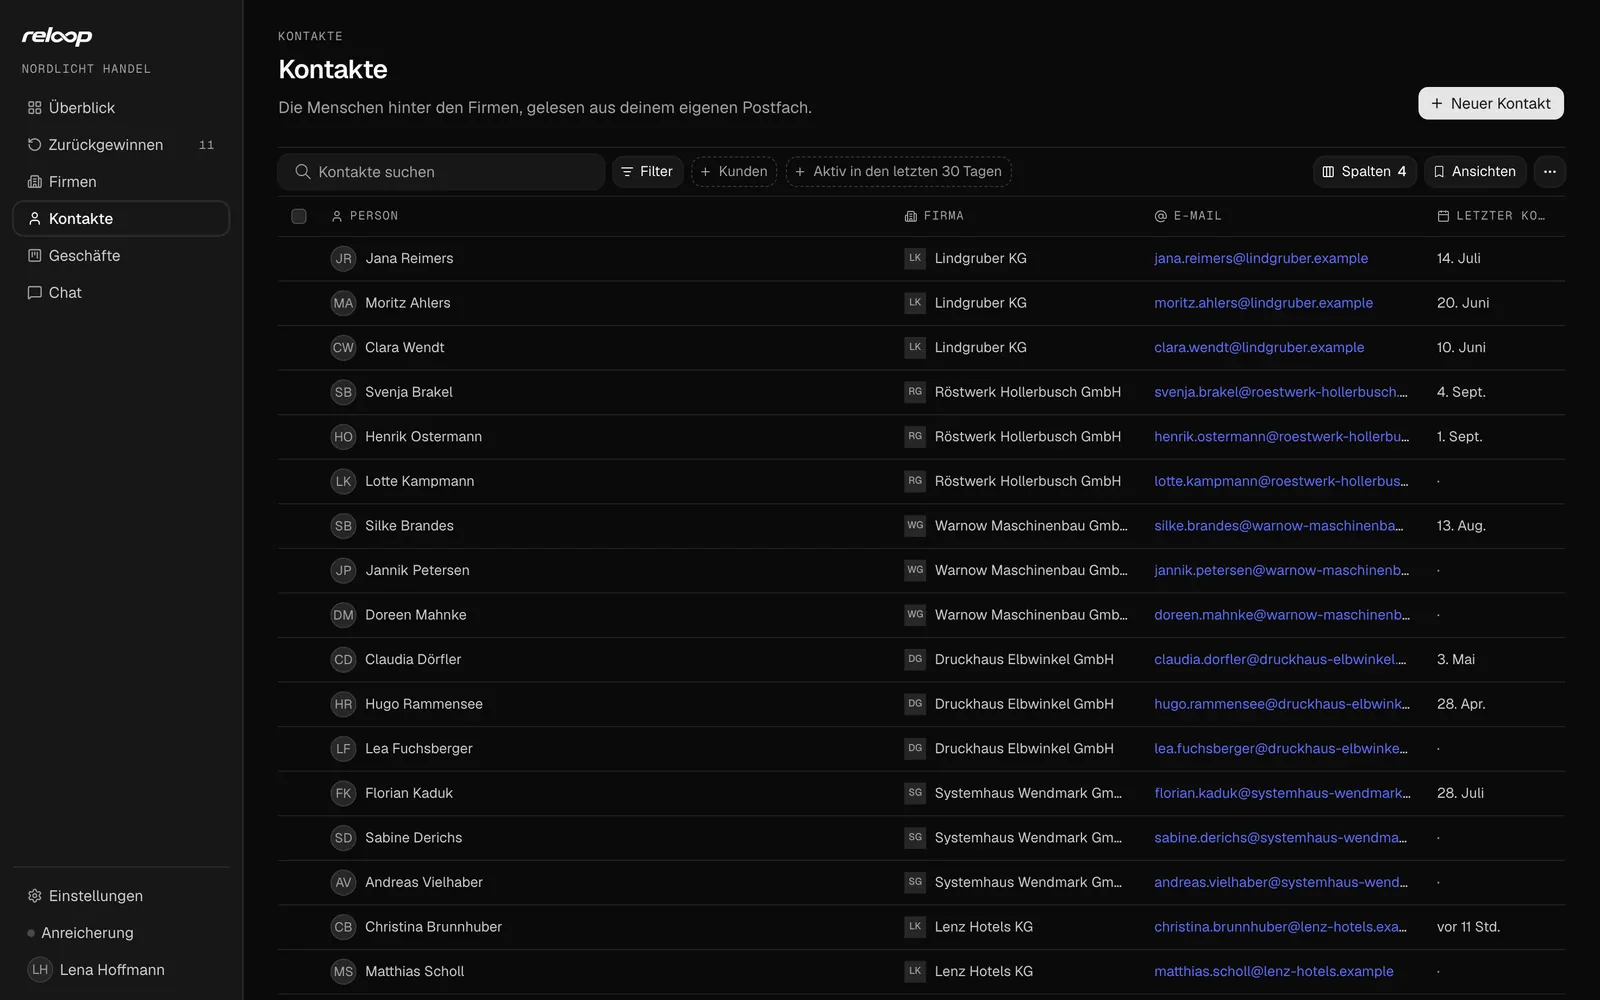 reloop
NORDLICHT HANDEL
Überblick
Zurückgewinnen 11
Firmen
Kontakte
Geschäfte
Chat
Einstellungen
Anreicherung
LH Lena Hoffmann
KONTAKTE
Kontakte
Die Menschen hinter den Firmen, gelesen aus deinem eigenen Postfach.
+ Neuer Kontakt
Kontakte suchen Filter + Kunden + Aktiv in den letzten 30 Tagen Spalten 4 Ansichten ...
PERSON FIRMA E-MAIL LETZTER KO...
JR Jana Reimers LK Lindgruber KG jana.reimers@lindgruber.example 14. Juli
MA Moritz Ahlers LK Lindgruber KG moritz.ahlers@lindgruber.example 20. Juni
CW Clara Wendt LK Lindgruber KG clara.wendt@lindgruber.example 10. Juni
SB Svenja Brakel RG Röstwerk Hollerbusch GmbH svenja.brakel@roestwerk-hollerbusch.... 4. Sept.
HO Henrik Ostermann RG Röstwerk Hollerbusch GmbH henrik.ostermann@roestwerk-hollerbu... 1. Sept.
LK Lotte Kampmann RG Röstwerk Hollerbusch GmbH lotte.kampmann@roestwerk-hollerbus... ·
SB Silke Brandes WG Warnow Maschinenbau Gmb... silke.brandes@warnow-maschinenba... 13. Aug.
JP Jannik Petersen WG Warnow Maschinenbau Gmb... jannik.petersen@warnow-maschinenb... ·
DM Doreen Mahnke WG Warnow Maschinenbau Gmb... doreen.mahnke@warnow-maschinenb... ·
CD Claudia Dörfler DG Druckhaus Elbwinkel GmbH claudia.dorfler@druckhaus-elbwinkel.... 3. Mai
HR Hugo Rammensee DG Druckhaus Elbwinkel GmbH hugo.rammensee@druckhaus-elbwink... 28. Apr.
LF Lea Fuchsberger DG Druckhaus Elbwinkel GmbH lea.fuchsberger@druckhaus-elbwinke... ·
FK Florian Kaduk SG Systemhaus Wendmark Gm... florian.kaduk@systemhaus-wendmark... 28. Juli
SD Sabine Derichs SG Systemhaus Wendmark Gm... sabine.derichs@systemhaus-wendma... ·
AV Andreas Vielhaber SG Systemhaus Wendmark Gm... andreas.vielhaber@systemhaus-wend... ·
CB Christina Brunnhuber LK Lenz Hotels KG christina.brunnhuber@lenz-hotels.exa... vor 11 Std.
MS Matthias Scholl LK Lenz Hotels KG matthias.scholl@lenz-hotels.example ·